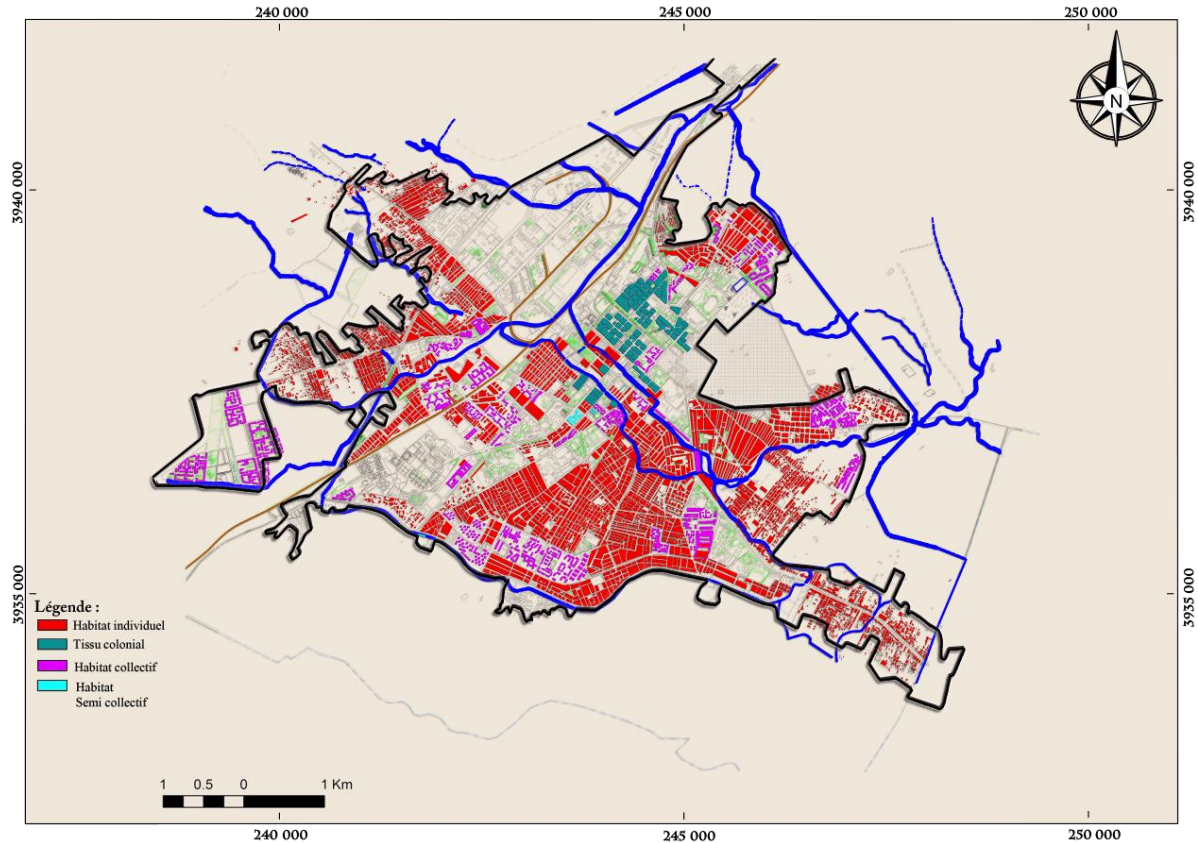 240 000 245 000 250 000
N
3940 000 3940 000
3935 000 3935 000
Légende :
Habitat individuel
Tissu colonial
Habitat collectif
Habitat
Semi collectif
1 0.5 0 1 Km
240 000 245 000 250 000